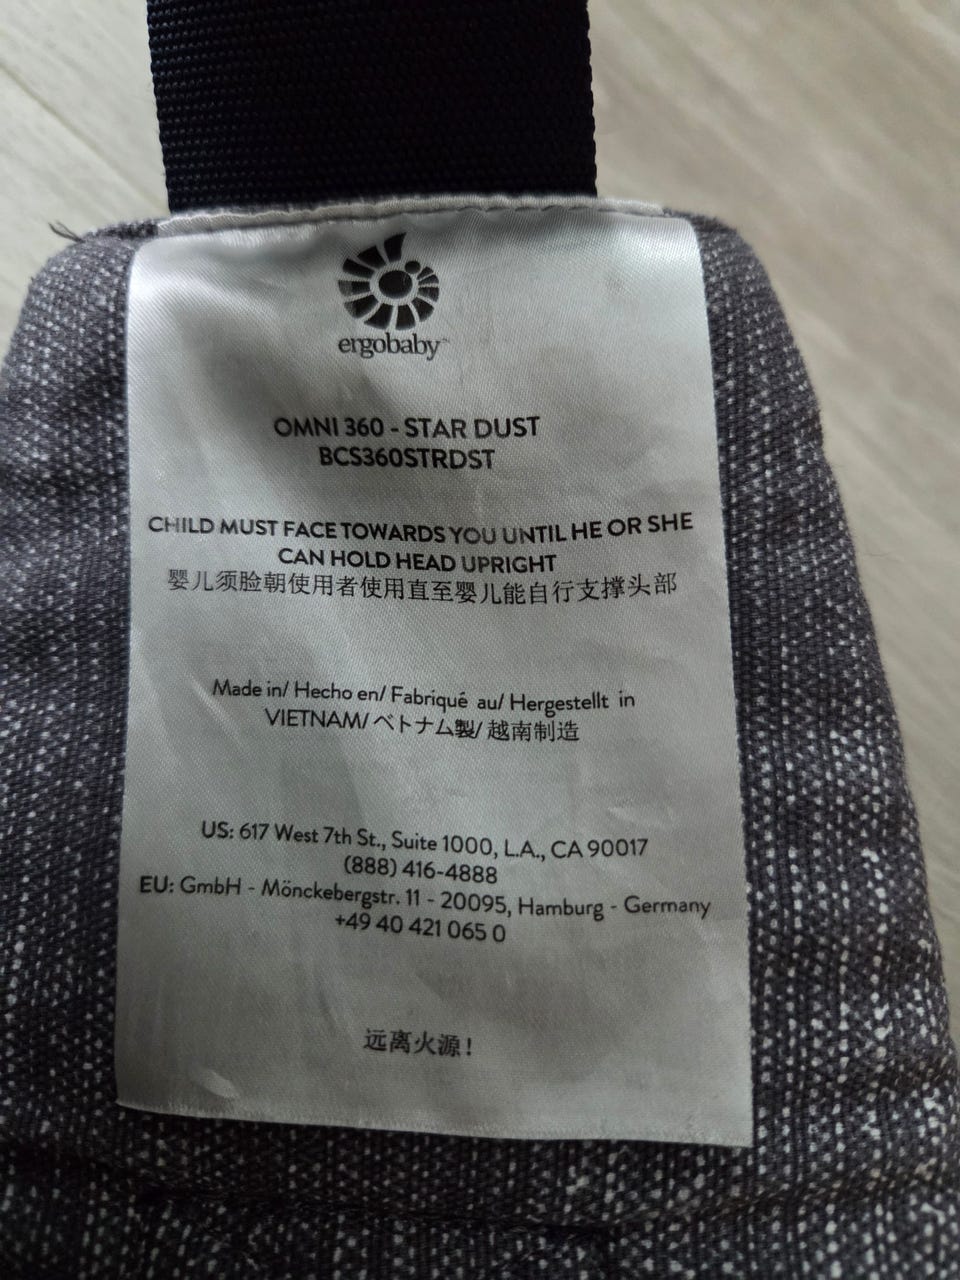 ergobaby™
OMNI 360 - STAR DUST
BCS360STRDST
CHILD MUST FACE TOWARDS YOU UNTIL HE OR SHE
CAN HOLD HEAD UPRIGHT
婴儿须脸朝使用者使用直至婴儿能自行支撑头部
Made in/ Hecho en/ Fabriqué au/ Hergestellt in
VIETNAM/ ベトナム製/ 越南制造
US: 617 West 7th St., Suite 1000, L.A., CA 90017
(888) 416-4888
EU: GmbH - Mönckebergstr. 11 - 20095, Hamburg - Germany
+49 40 421 065 0
远离火源！